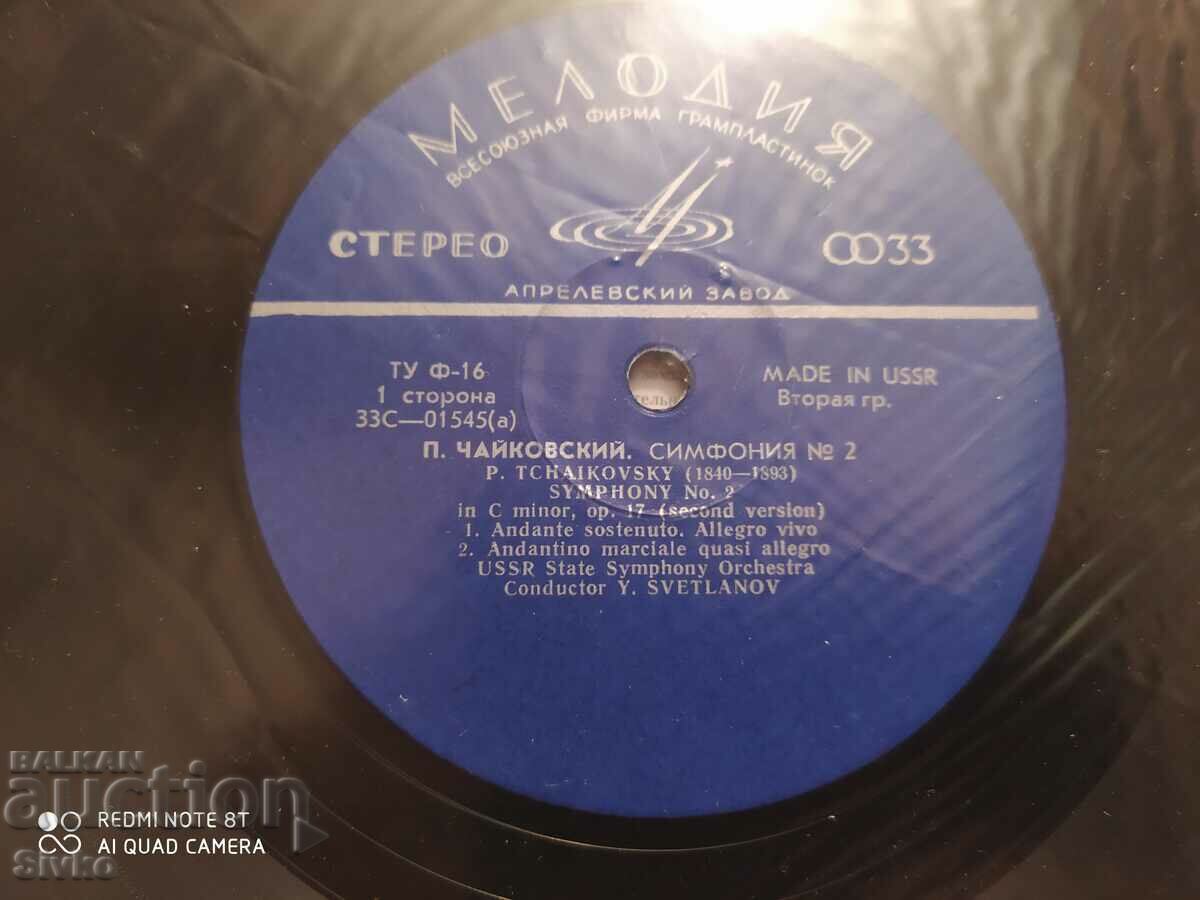 МЕЛОДИЯ
ВСЕСОЮЗНАЯ ФИРМА ГРАМПЛАСТИНОК
СТЕРЕО
33
АПРЕЛЕВСКИЙ ЗАВОД
ТУ Ф-16
1 сторона
33С—01545(а)
MADE IN USSR
Вторая гр.
П. ЧАЙКОВСКИЙ. СИМФОНИЯ № 2
P. TCHAIKOVSKY (1840—1893)
SYMPHONY No. 2
in C minor, op. 17 (second version)
1. Andante sostenuto. Allegro vivo
2. Andantino marciale quasi allegro
USSR State Symphony Orchestra
Conductor Y. SVETLANOV
BALKAN
auction
REDMI NOTE 8T
AI QUAD CAMERA
Sivko